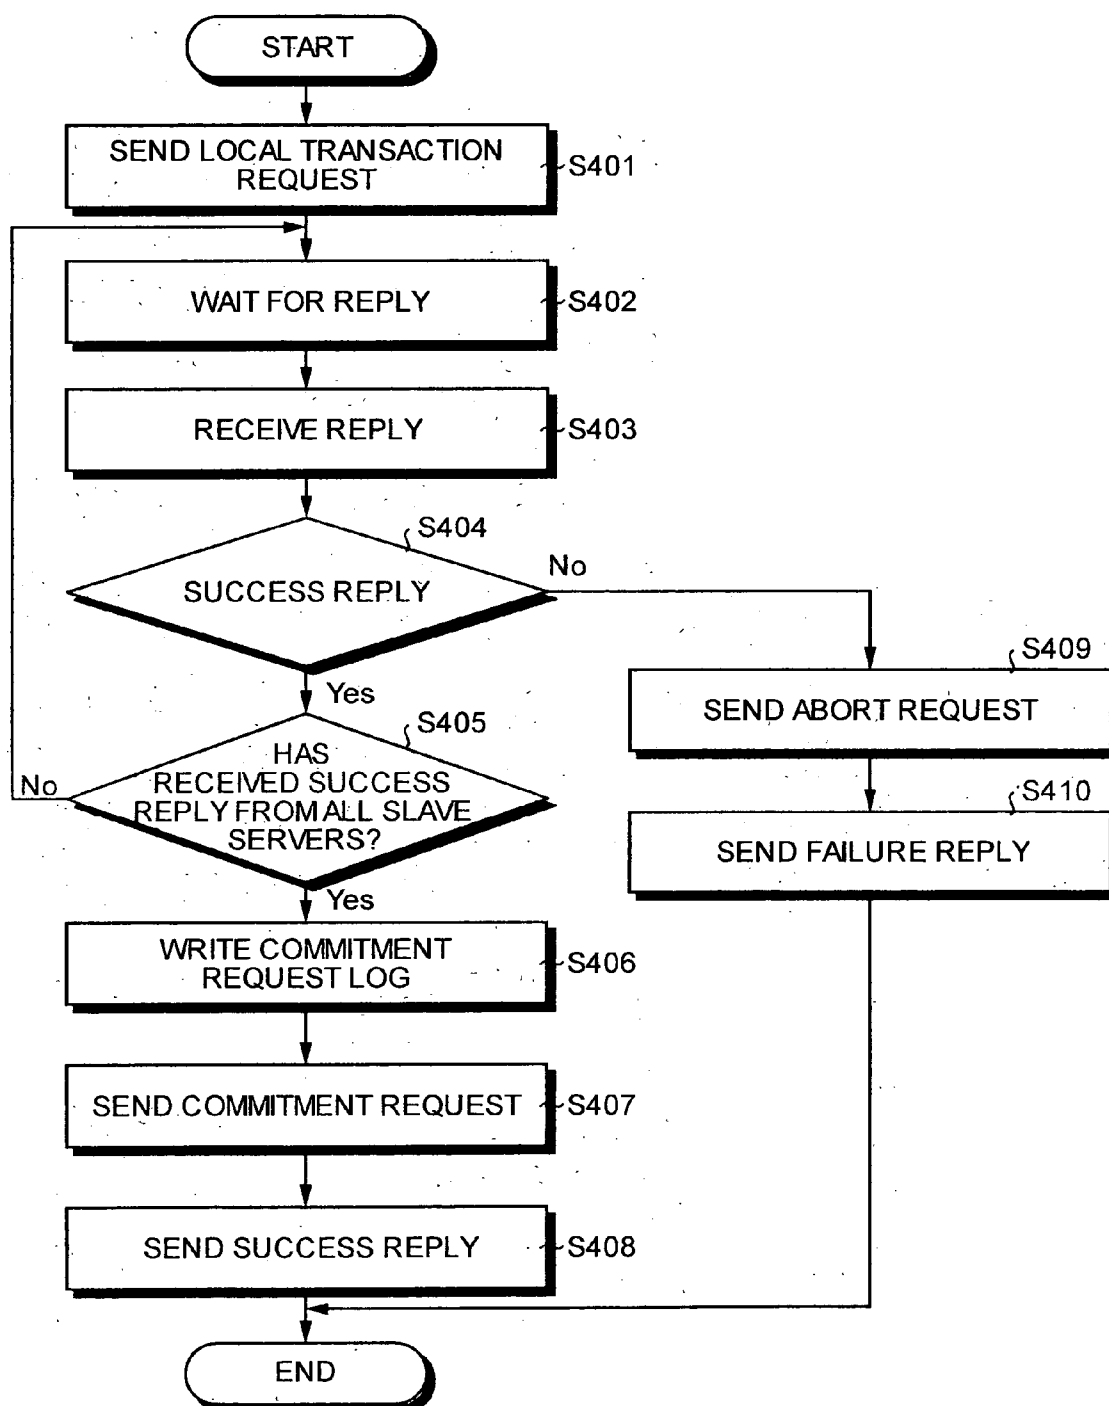 START
SEND LOCAL TRANSACTION
REQUEST
S401
WAIT FOR REPLY
S402
RECEIVE REPLY
S403
S404
SUCCESS REPLY
No
Yes
S409
SEND ABORT REQUEST
S405
HAS
RECEIVED SUCCESS
REPLY FROM ALL SLAVE
SERVERS?
No
Yes
S410
SEND FAILURE REPLY
WRITE COMMITMENT
REQUEST LOG
S406
SEND COMMITMENT REQUEST
S407
SEND SUCCESS REPLY
S408
END